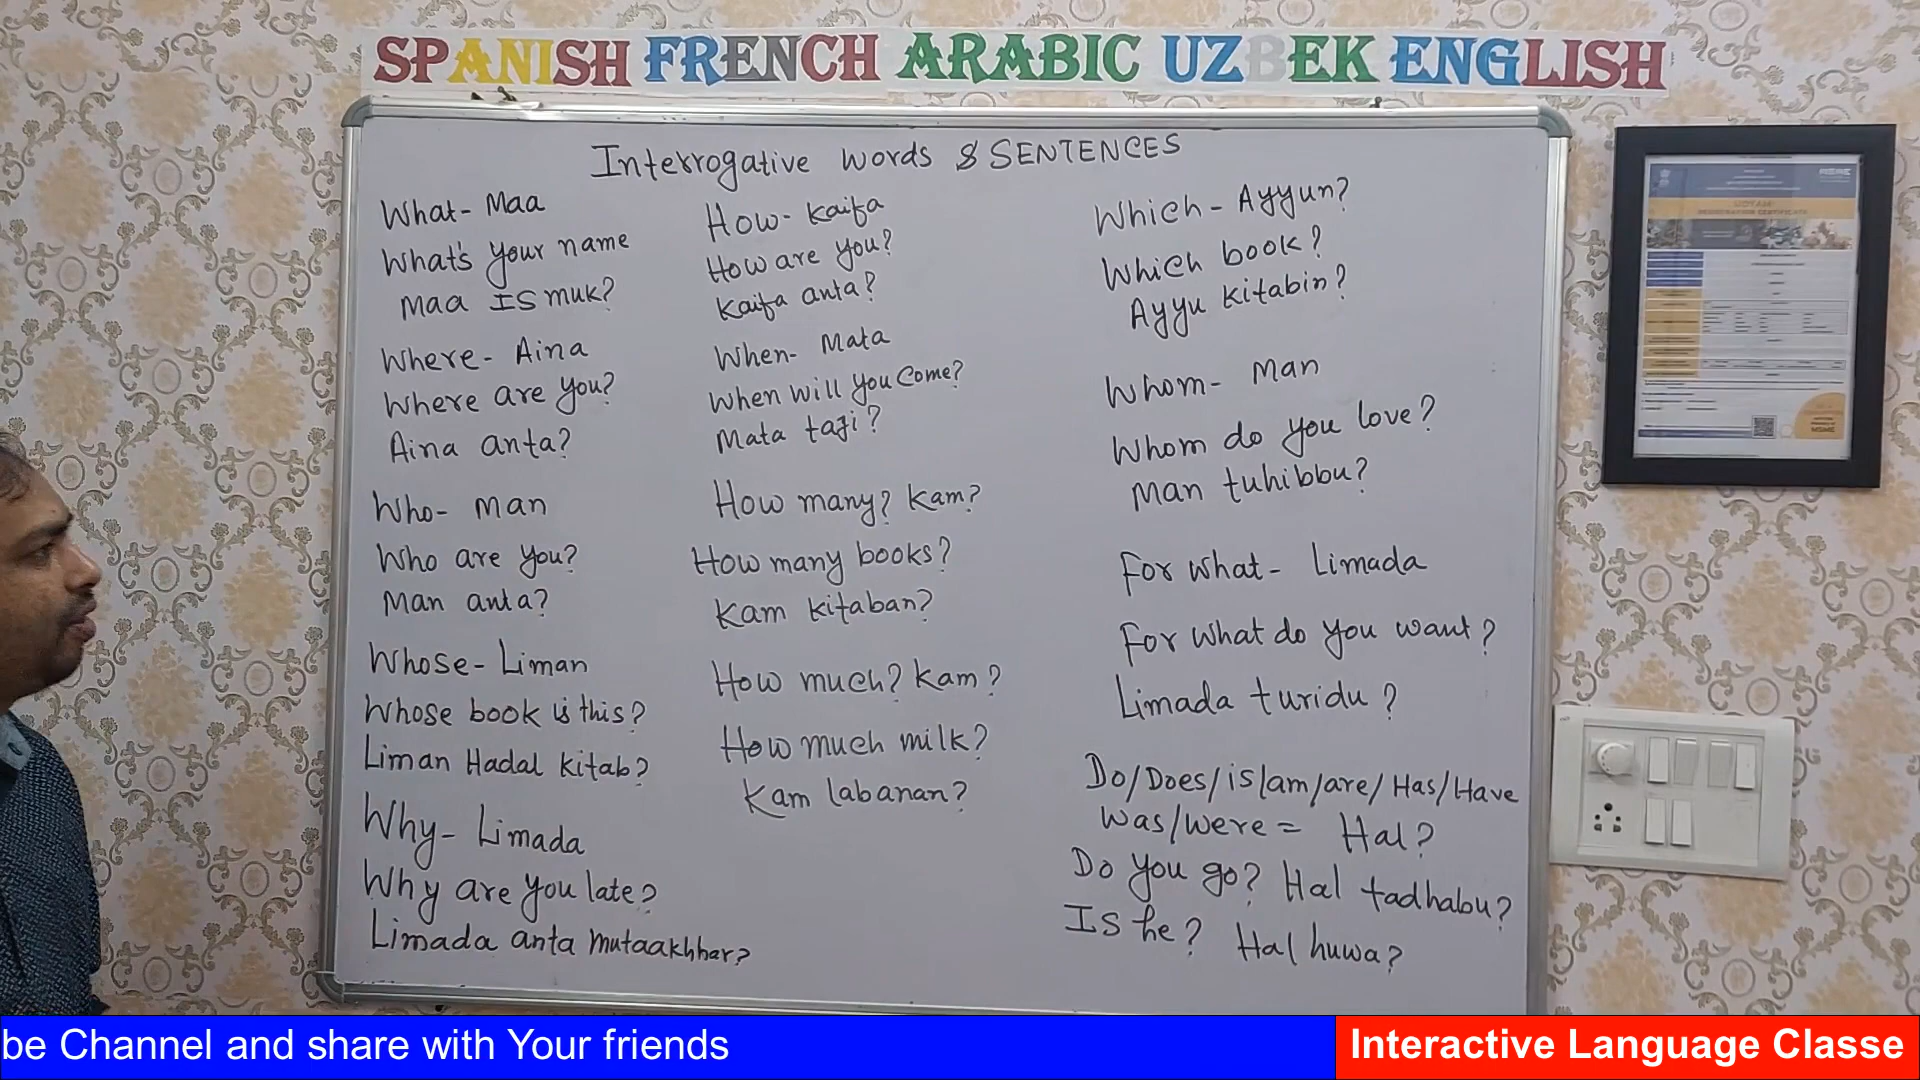 SPANISH FRENCH ARABIC UZBEK ENGLISH
Interrogative words & SENTENCES
What- Maa
What's your name
Maa ISmuk?
Where- Aina
Where are you?
Aina anta?
Who- man
Who are you?
Man anta?
Whose- Liman
Whose book is this?
Liman Hadal kitab?
Why- Limada
Why are you late?
Limada anta mutaakhhar?
How- Kaifa
How are you?
Kaifa anta?
When- Mata
When will you come?
Mata taji?
How many? Kam?
How many books?
Kam kitaban?
How much? Kam?
How much milk?
Kam labanan?
Which- Ayyun?
Which book?
Ayyu kitabin?
Whom- Man
Whom do you love?
Man tuhibbu?
For what- Limada
For what do you want?
Limada turidu?
Do/Does/is/am/are/Has/Have
was/were = Hal?
Do you go? Hal tadhabu?
Is he? Hal huwa?
REGISTRATION CERTIFICATE
be Channel and share with Your friends
Interactive Language Classe